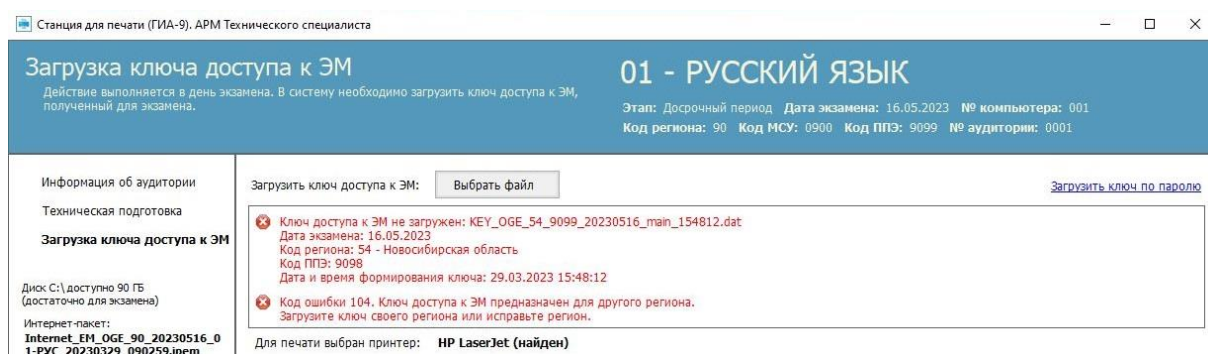 Станция для печати (ГИА-9). АРМ Технического специалиста
Загрузка ключа доступа к ЭМ
Действие выполняется в день экзамена. В систему необходимо загрузить ключ доступа к ЭМ,
полученный для экзамена.
01 - РУССКИЙ ЯЗЫК
Этап: Досрочный период Дата экзамена: 16.05.2023 № компьютера: 001
Код региона: 90 Код МСУ: 0900 Код ППЭ: 9099 № аудитории: 0001
Информация об аудитории
Техническая подготовка
Загрузка ключа доступа к ЭМ
Диск C:\ доступно 90 ГБ
(достаточно для экзамена)
Интернет-пакет:
Internet_EM_OGE_90_20230516_0
1-РУС_20230329_090259.ipem
Загрузить ключ доступа к ЭМ:
Выбрать файл
Загрузить ключ по паролю
Ключ доступа к ЭМ не загружен: KEY_OGE_54_9099_20230516_main_154812.dat
Дата экзамена: 16.05.2023
Код региона: 54 - Новосибирская область
Код ППЭ: 9098
Дата и время формирования ключа: 29.03.2023 15:48:12
Код ошибки 104. Ключ доступа к ЭМ предназначен для другого региона.
Загрузите ключ своего региона или исправьте регион.
Для печати выбран принтер: HP LaserJet (найден)